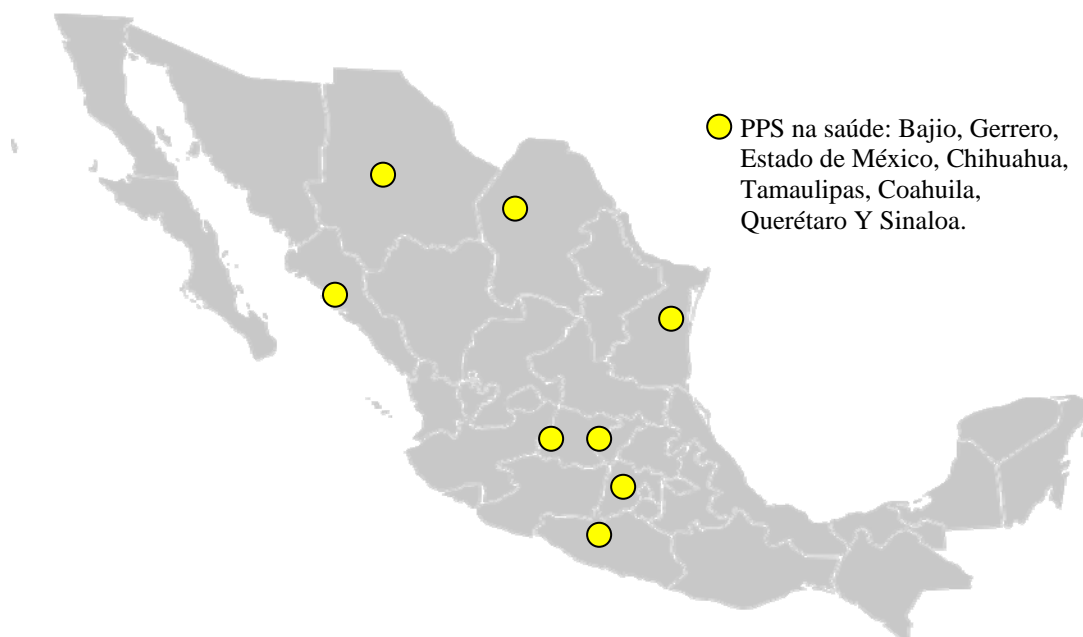 PPS na saúde: Bajio, Gerrero,
Estado de México, Chihuahua,
Tamaulipas, Coahuila,
Querétaro Y Sinaloa.